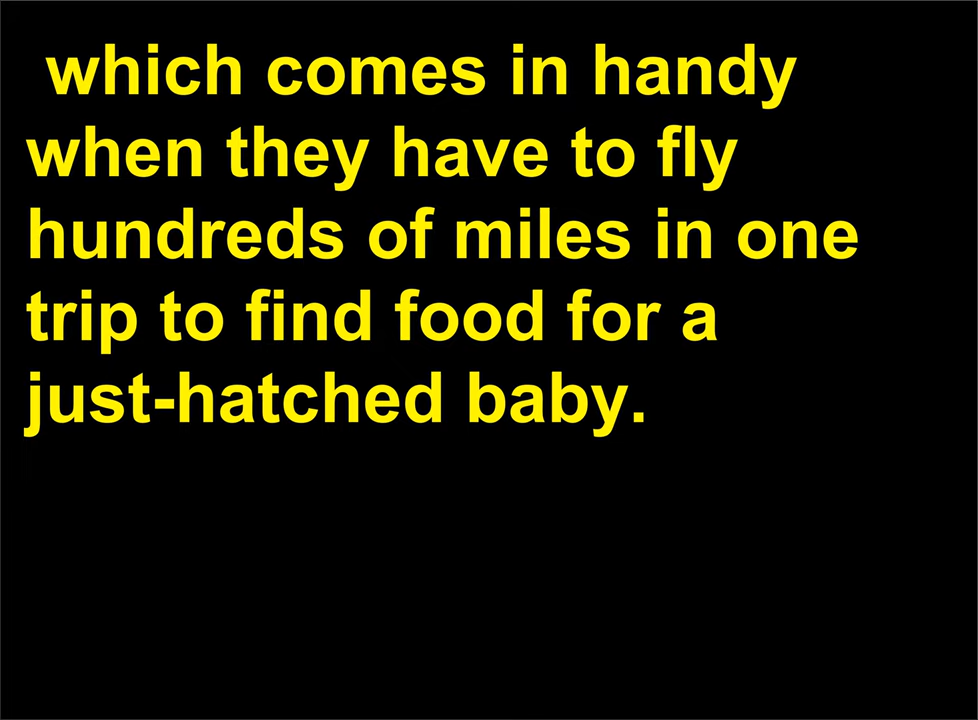 which comes in handy
when they have to fly
hundreds of miles in one
trip to find food for a
just-hatched baby.